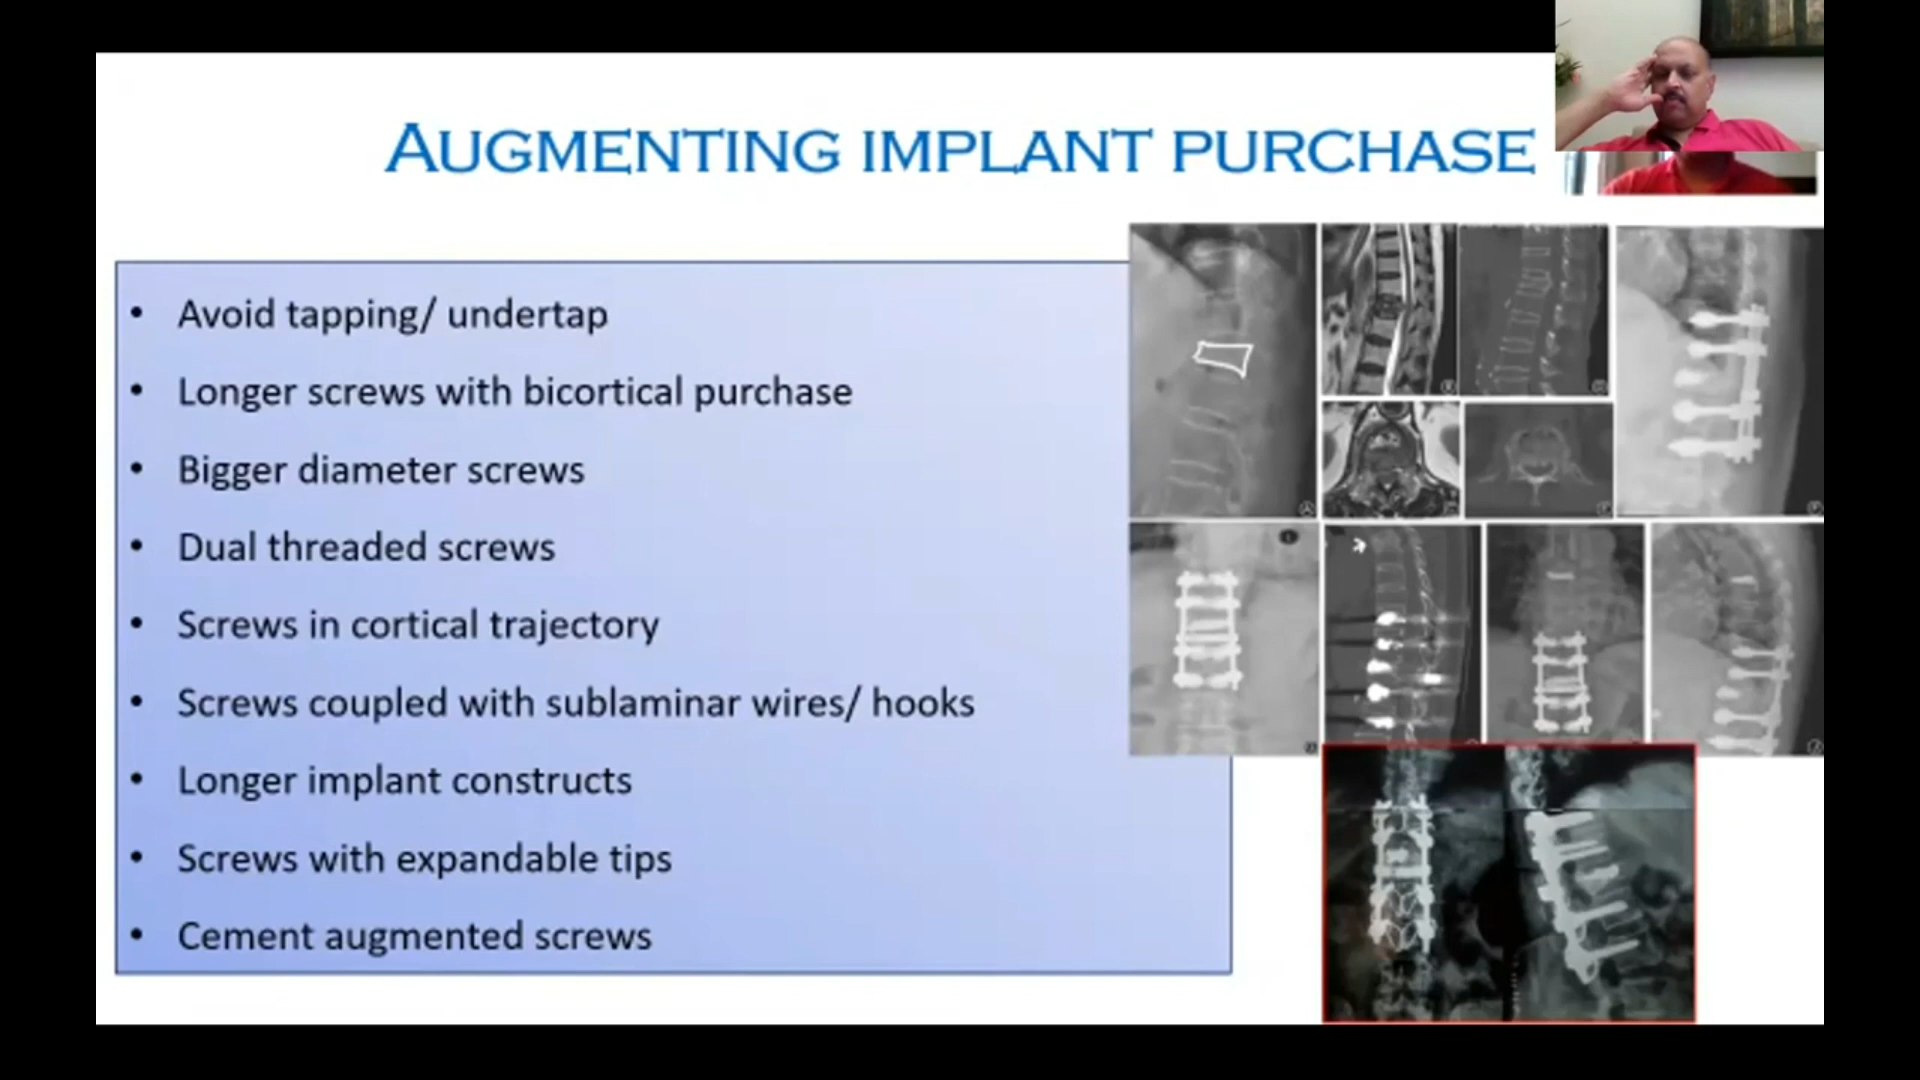 AUGMENTING IMPLANT PURCHASE
• Avoid tapping/ undertap
• Longer screws with bicortical purchase
• Bigger diameter screws
• Dual threaded screws
• Screws in cortical trajectory
• Screws coupled with sublaminar wires/ hooks
• Longer implant constructs
• Screws with expandable tips
• Cement augmented screws